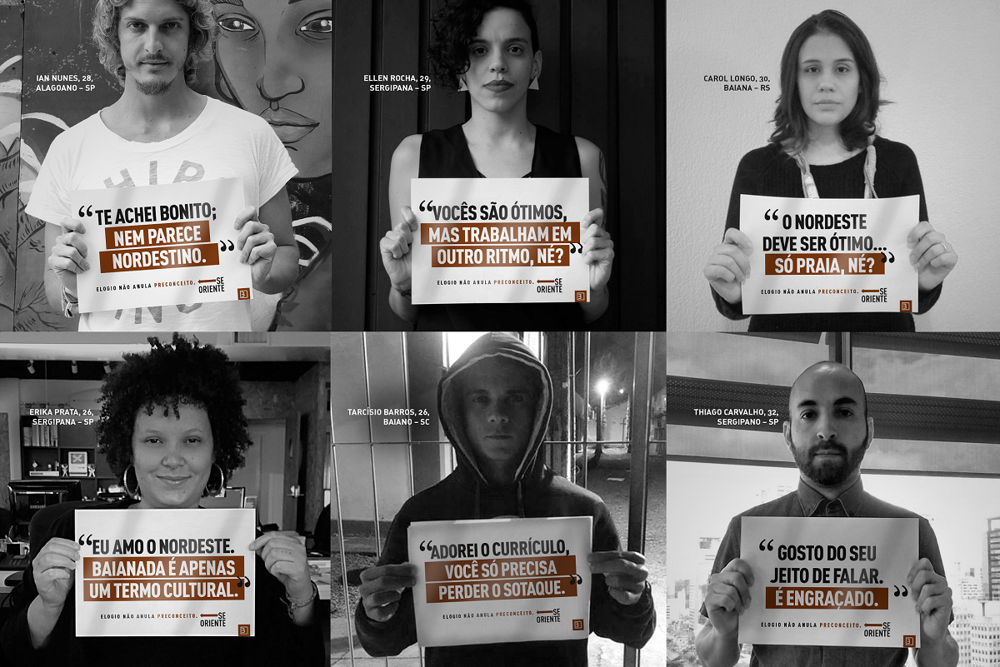 IAN NUNES, 28,
ALAGOANO – SP
HIP
ING
“TE ACHEI BONITO;
NEM PARECE
NORDESTINO.”
ELOGIO NÃO ANULA PRECONCEITO.
SE
ORIENTE
ELLEN ROCHA, 29,
SERGIPANA – SP
“VOCÊS SÃO ÓTIMOS,
MAS TRABALHAM EM
OUTRO RITMO, NÉ?”
ELOGIO NÃO ANULA PRECONCEITO.
SE
ORIENTE
CAROL LONGO, 30,
BAIANA – RS
“O NORDESTE
DEVE SER ÓTIMO...
SÓ PRAIA, NÉ?”
ELOGIO NÃO ANULA PRECONCEITO.
SE
ORIENTE
ERIKA PRATA, 26,
SERGIPANA – SP
SAMSUNG
“EU AMO O NORDESTE.
BAIANADA É APENAS
UM TERMO CULTURAL.”
ELOGIO NÃO ANULA PRECONCEITO.
SE
ORIENTE
TARCÍSIO BARROS, 26,
BAIANO – SC
“ADOREI O CURRÍCULO,
VOCÊ SÓ PRECISA
PERDER O SOTAQUE.”
ELOGIO NÃO ANULA PRECONCEITO.
SE
ORIENTE
THIAGO CARVALHO, 32,
SERGIPANO – SP
“GOSTO DO SEU
JEITO DE FALAR.
É ENGRAÇADO.”
ELOGIO NÃO ANULA PRECONCEITO.
SE
ORIENTE